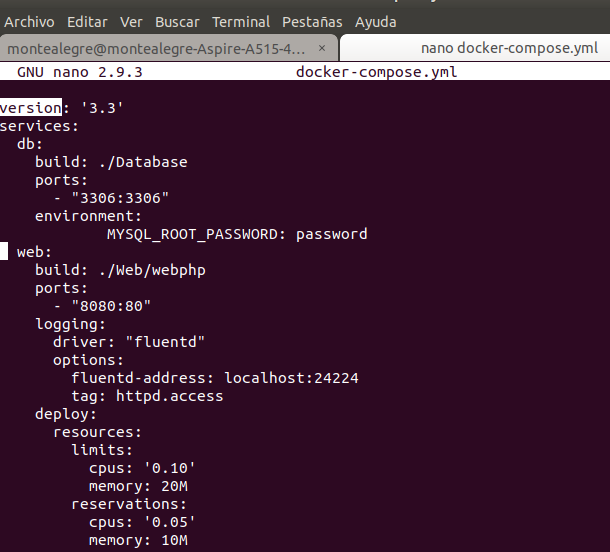 Archivo Editar Ver Buscar Terminal Pestañas Ayuda
montealegre@montealegre-Aspire-A515-4... × nano docker-compose.yml
GNU nano 2.9.3 docker-compose.yml
version: '3.3'
services:
  db:
    build: ./Database
    ports:
      - "3306:3306"
    environment:
            MYSQL_ROOT_PASSWORD: password
  web:
    build: ./Web/webphp
    ports:
      - "8080:80"
    logging:
      driver: "fluentd"
      options:
        fluentd-address: localhost:24224
        tag: httpd.access
    deploy:
      resources:
        limits:
          cpus: '0.10'
          memory: 20M
        reservations:
          cpus: '0.05'
          memory: 10M